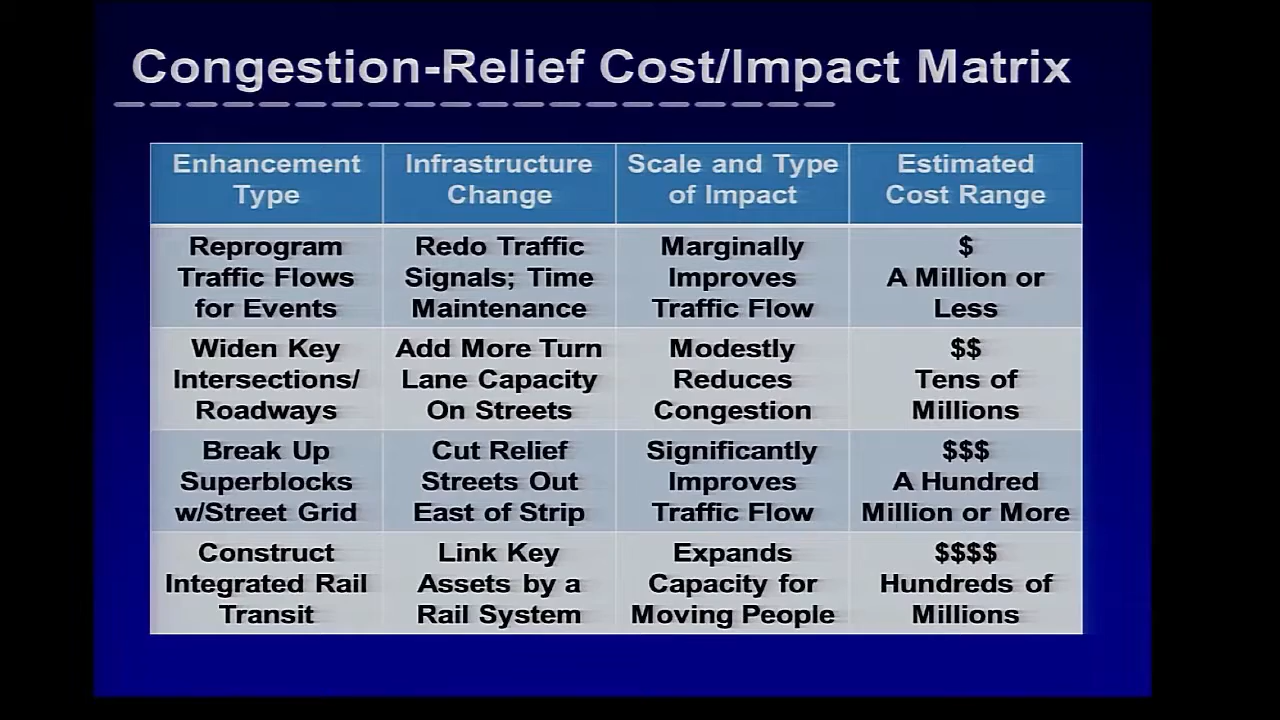 Congestion-Relief Cost/Impact Matrix
Enhancement
Type
Infrastructure
Change
Scale and Type
of Impact
Estimated
Cost Range
Reprogram
Traffic Flows
for Events
Redo Traffic
Signals; Time
Maintenance
Marginally
Improves
Traffic Flow
$
A Million or
Less
Widen Key
Intersections/
Roadways
Add More Turn
Lane Capacity
On Streets
Modestly
Reduces
Congestion
$$
Tens of
Millions
Break Up
Superblocks
w/Street Grid
Cut Relief
Streets Out
East of Strip
Significantly
Improves
Traffic Flow
$$$
A Hundred
Million or More
Construct
Integrated Rail
Transit
Link Key
Assets by a
Rail System
Expands
Capacity for
Moving People
$$$$
Hundreds of
Millions